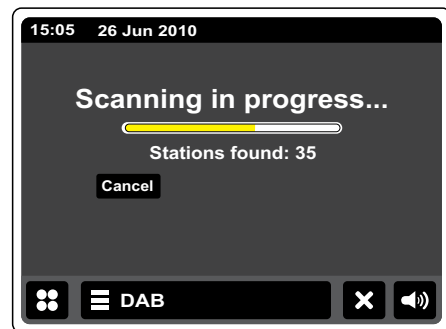 15:05 26 Jun 2010
Scanning in progress...
Stations found: 35
Cancel
DAB